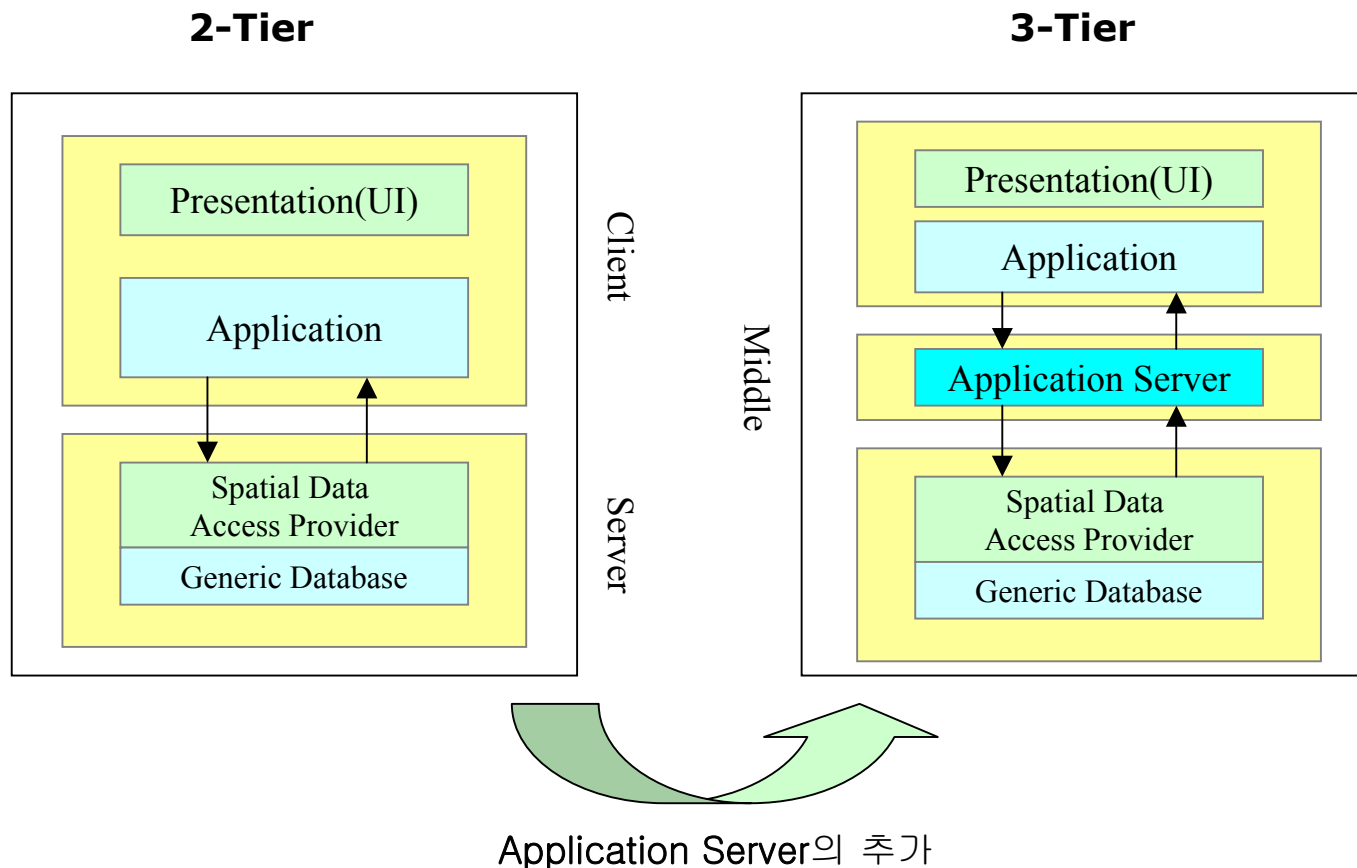 2-Tier
3-Tier
Presentation(UI)
Application
Spatial Data
Access Provider
Generic Database
Client
Server
Middle
Presentation(UI)
Application
Application Server
Spatial Data
Access Provider
Generic Database
Application Server의 추가